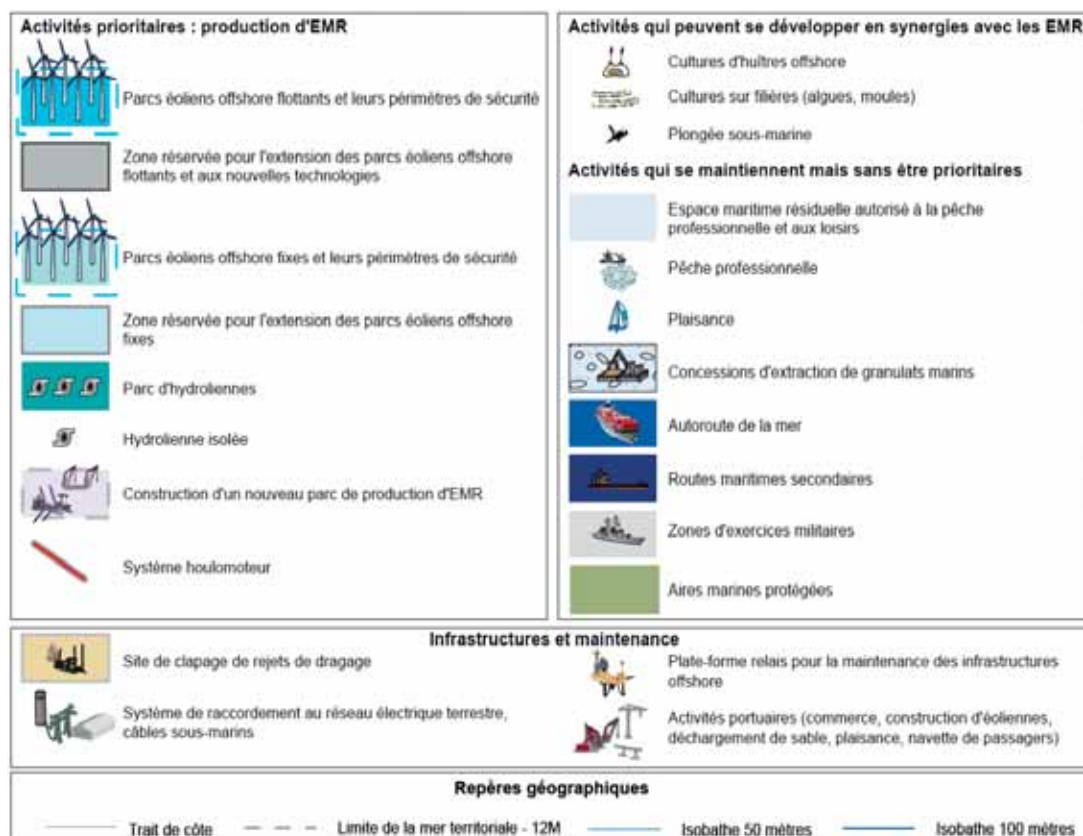 Activités prioritaires : production d'EMR
Parcs éoliens offshore flottants et leurs périmètres de sécurité
Zone réservée pour l'extension des parcs éoliens offshore
flottants et aux nouvelles technologies
Parcs éoliens offshore fixes et leurs périmètres de sécurité
Zone réservée pour l'extension des parcs éoliens offshore
fixes
Parc d'hydroliennes
Hydrolienne isolée
Construction d'un nouveau parc de production d'EMR
Système houlomoteur
Activités qui peuvent se développer en synergies avec les EMR
Cultures d'huîtres offshore
Cultures sur filières (algues, moules)
Plongée sous-marine
Activités qui se maintiennent mais sans être prioritaires
Espace maritime résiduelle autorisé à la pêche
professionnelle et aux loisirs
Pêche professionnelle
Plaisance
Concessions d'extraction de granulats marins
Autoroute de la mer
Routes maritimes secondaires
Zones d'exercices militaires
Aires marines protégées
Infrastructures et maintenance
Site de clapage de rejets de dragage
Système de raccordement au réseau électrique terrestre,
câbles sous-marins
Plate-forme relais pour la maintenance des infrastructures
offshore
Activités portuaires (commerce, construction d'éoliennes,
déchargement de sable, plaisance, navette de passagers)
Repères géographiques
Trait de côte
Limite de la mer territoriale - 12M
Isobathe 50 mètres
Isobathe 100 mètres